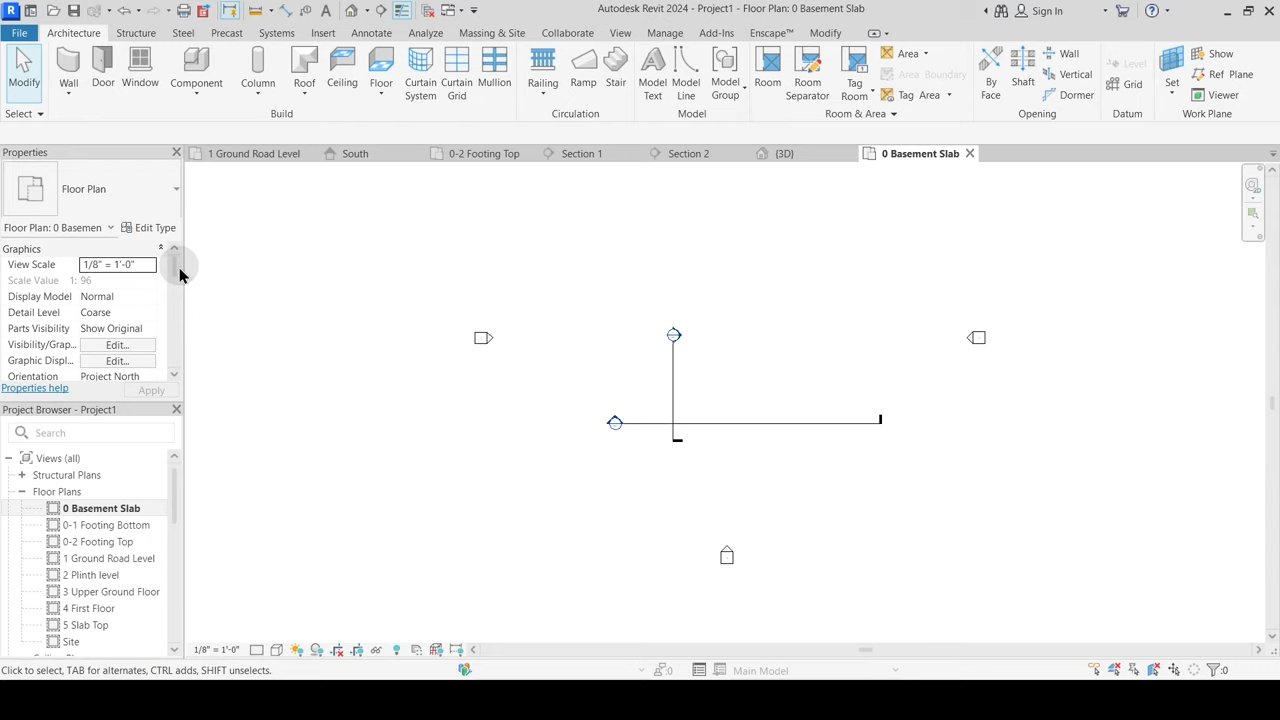 Autodesk Revit 2024 - Project1 - Floor Plan: 0 Basement Slab
Sign In
File
Architecture
Structure
Steel
Precast
Systems
Insert
Annotate
Analyze
Massing & Site
Collaborate
View
Manage
Add-Ins
Enscape™
Modify
Modify
Wall
Door
Window
Component
Column
Roof
Ceiling
Floor
Curtain
System
Curtain
Grid
Mullion
Railing
Ramp
Stair
Model
Text
Model
Line
Model
Group
Room
Room
Separator
Tag
Room
Area
Area Boundary
Tag Area
By
Face
Shaft
Wall
Vertical
Dormer
Level
Grid
Set
Show
Ref Plane
Viewer
Select
Build
Circulation
Model
Room & Area
Opening
Datum
Work Plane
Properties
1 Ground Road Level
South
0-2 Footing Top
Section 1
Section 2
{3D}
0 Basement Slab
Floor Plan
Floor Plan: 0 Basemen
Edit Type
Graphics
View Scale
1/8" = 1'-0"
Scale Value 1:
96
Display Model
Normal
Detail Level
Coarse
Parts Visibility
Show Original
Visibility/Grap...
Edit...
Graphic Displ...
Edit...
Orientation
Project North
Properties help
Apply
Project Browser - Project1
Search
Views (all)
Structural Plans
Floor Plans
0 Basement Slab
0-1 Footing Bottom
0-2 Footing Top
1 Ground Road Level
2 Plinth level
3 Upper Ground Floor
4 First Floor
5 Slab Top
Site
1/8" = 1'-0"
Click to select, TAB for alternates, CTRL adds, SHIFT unselects.
:0
Main Model
:0